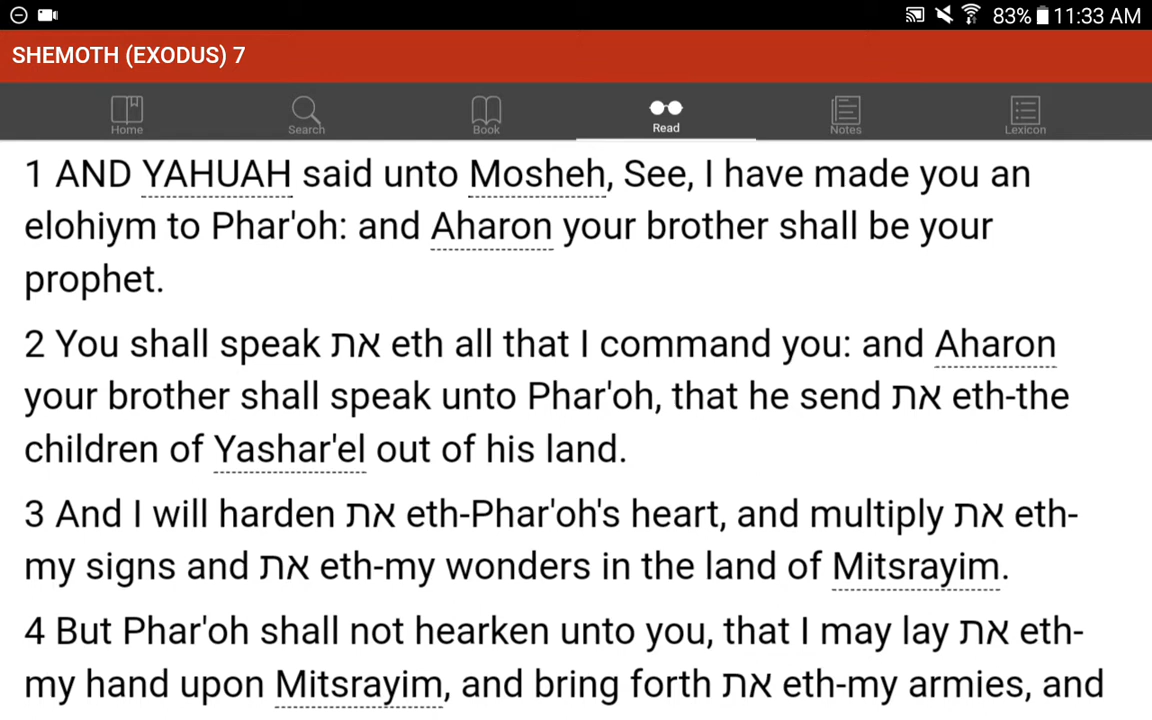 83% 11:33 AM
SHEMOTH (EXODUS) 7
Home Search Book Read Notes Lexicon
1 AND YAHUAH said unto Mosheh, See, I have made you an
elohiym to Phar'oh: and Aharon your brother shall be your
prophet.
2 You shall speak את eth all that I command you: and Aharon
your brother shall speak unto Phar'oh, that he send את eth-the
children of Yashar'el out of his land.
3 And I will harden את eth-Phar'oh's heart, and multiply את eth-
my signs and את eth-my wonders in the land of Mitsrayim.
4 But Phar'oh shall not hearken unto you, that I may lay את eth-
my hand upon Mitsrayim, and bring forth את eth-my armies, and